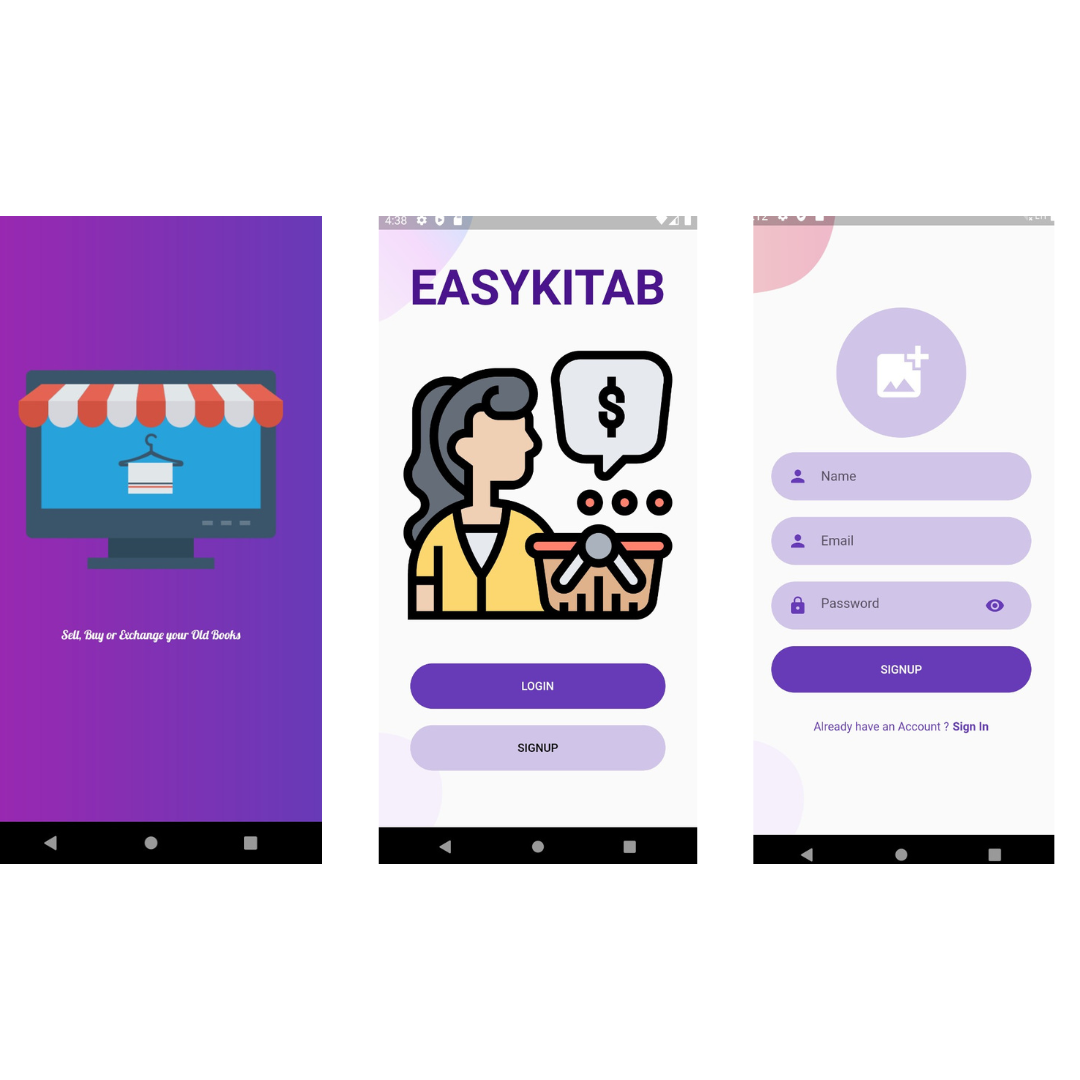 Sell, Buy or Exchange your Old Books
4:38
EASYKITAB
$
LOGIN
SIGNUP
Name
Email
Password
SIGNUP
Already have an Account ? Sign In